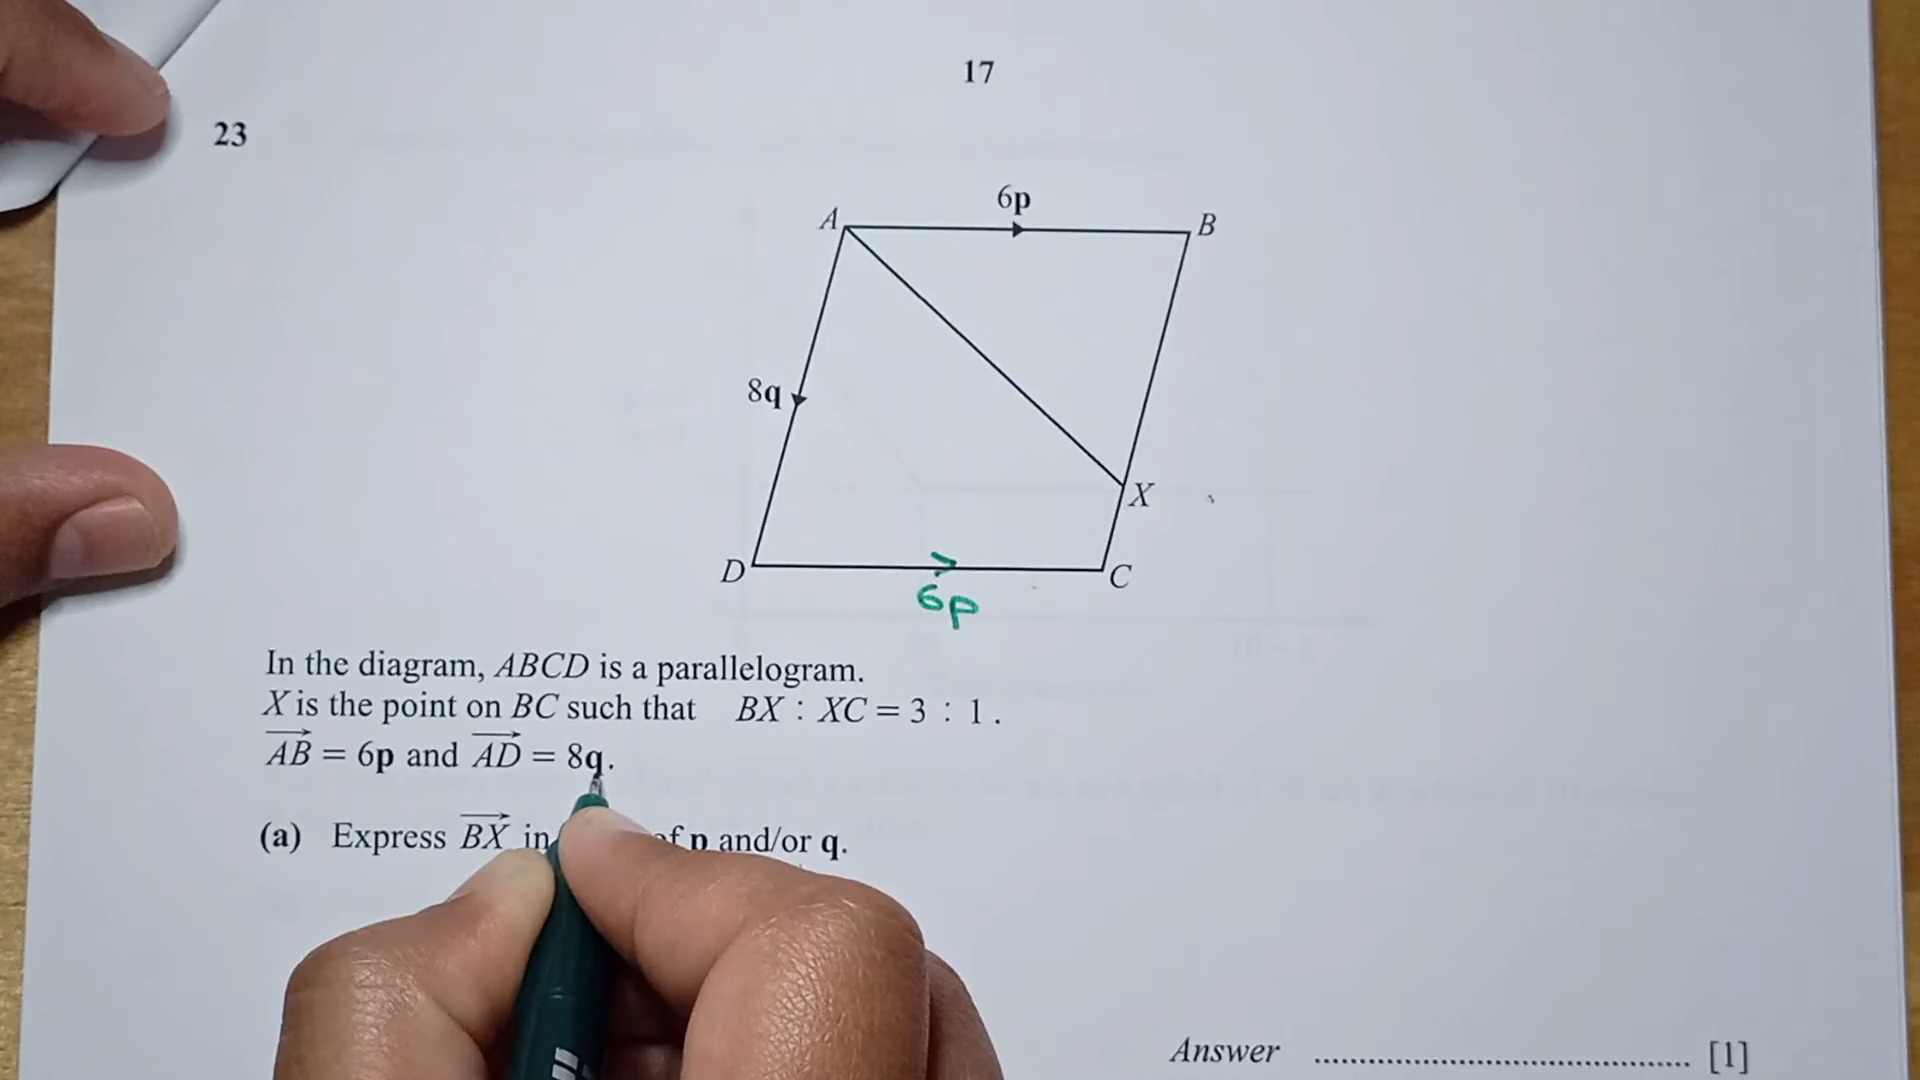 17
23
6p
A
B
8q
X
D
C
6p
In the diagram, ABCD is a parallelogram.
X is the point on BC such that BX : XC = 3 : 1 .
AB = 6p and AD = 8q.
(a) Express BX in of p and/or q.
Answer ........................................ [1]